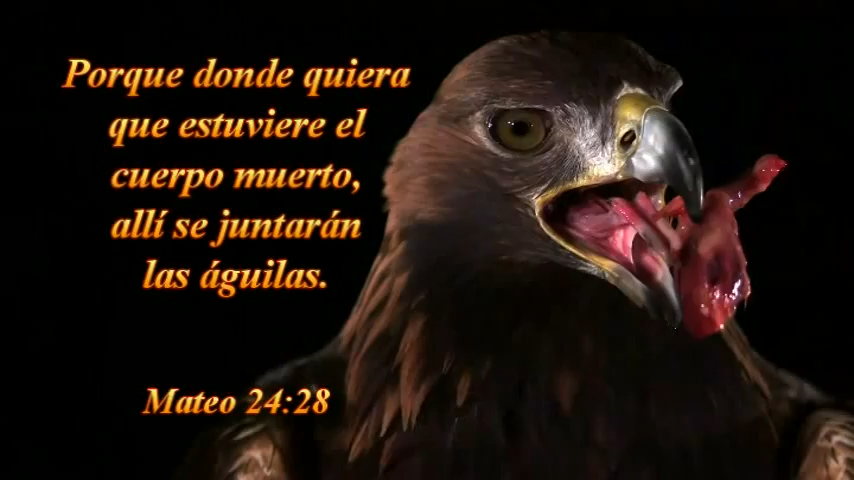 Porque donde quiera
que estuviere el
cuerpo muerto,
allí se juntarán
las águilas.
Mateo 24:28